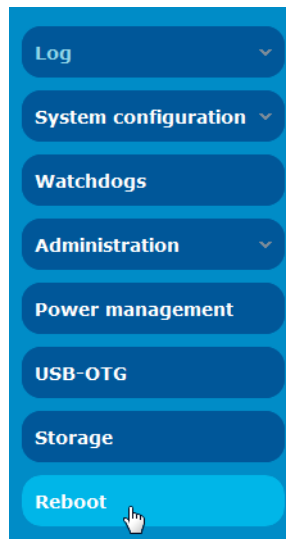 Log
System configuration
Watchdogs
Administration
Power management
USB-OTG
Storage
Reboot